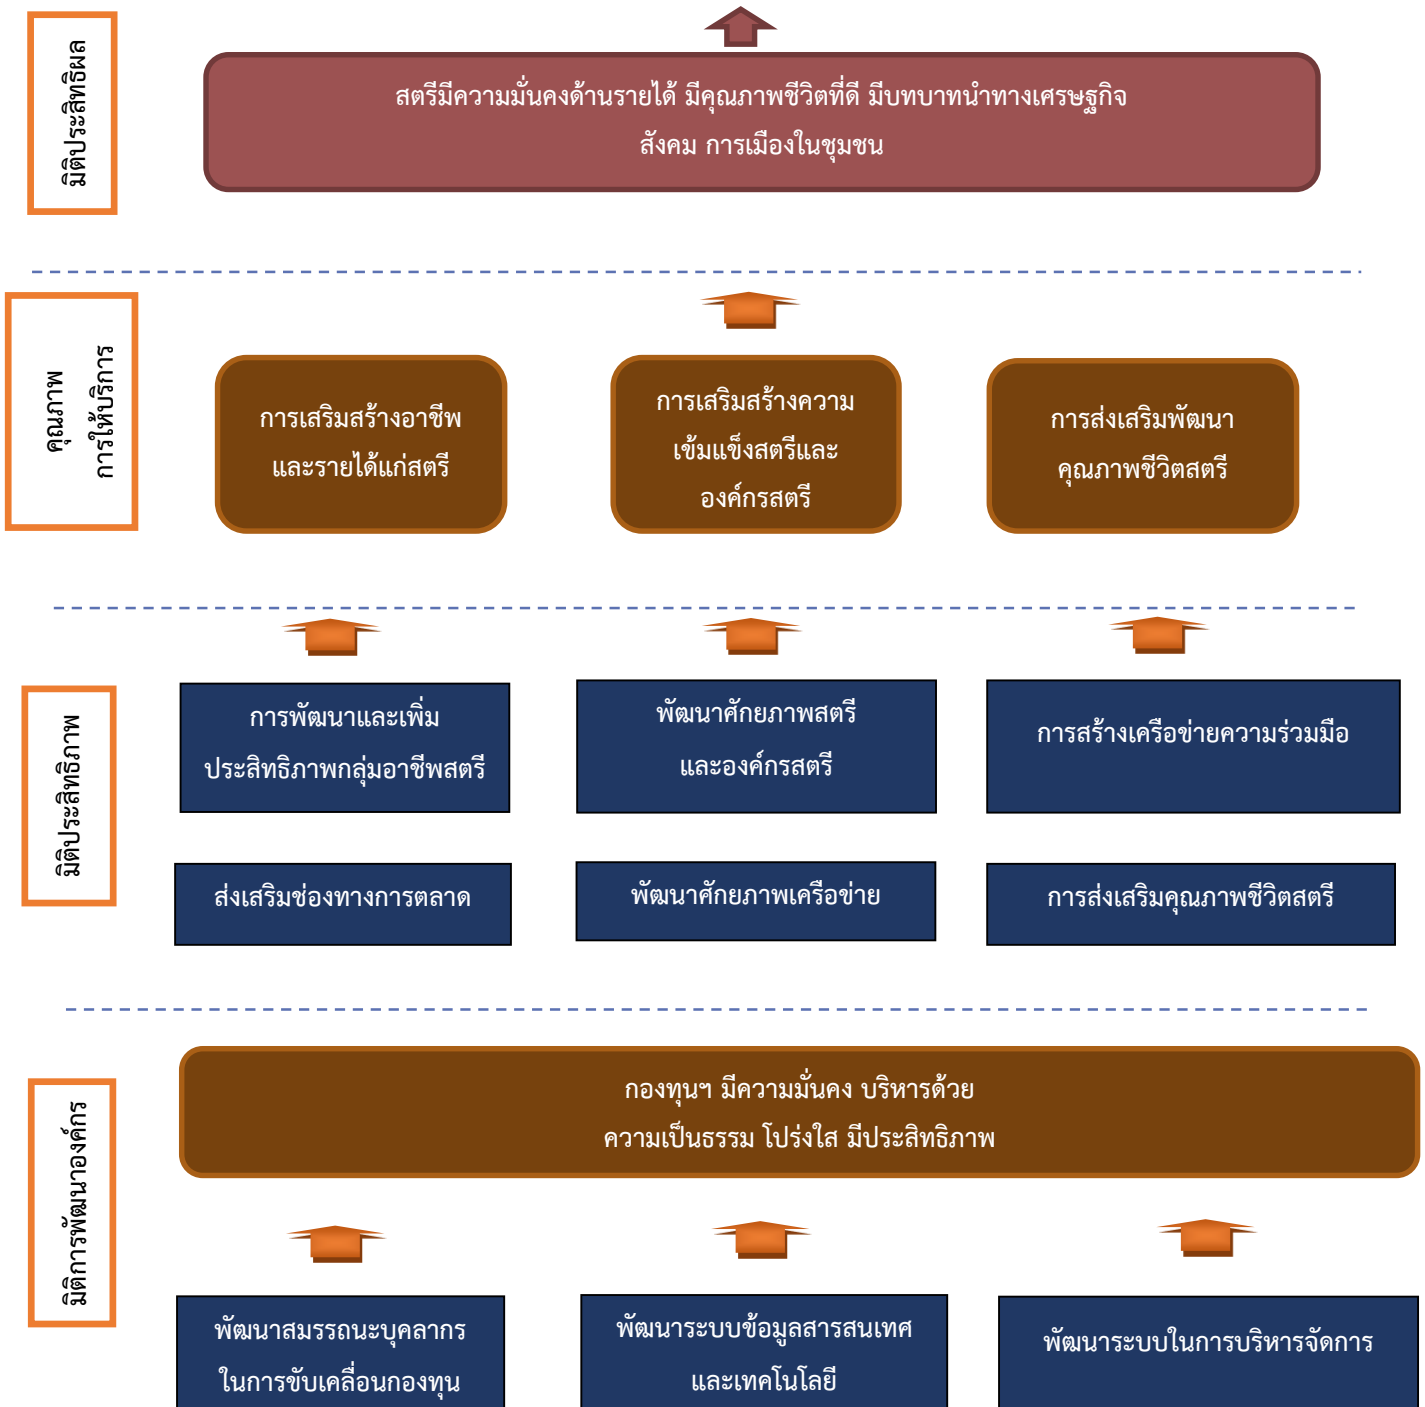 มิติประสิทธิผล
สตรีมีความมั่นคงด้านรายได้ มีคุณภาพชีวิตที่ดี มีบทบาทนำทางเศรษฐกิจ
สังคม การเมืองในชุมชน
คุณภาพ
การให้บริการ
การเสริมสร้างอาชีพ
และรายได้แก่สตรี
การเสริมสร้างความ
เข้มแข็งสตรีและ
องค์กรสตรี
การส่งเสริมพัฒนา
คุณภาพชีวิตสตรี
มิติประสิทธิภาพ
การพัฒนาและเพิ่ม
ประสิทธิภาพกลุ่มอาชีพสตรี
พัฒนาศักยภาพสตรี
และองค์กรสตรี
การสร้างเครือข่ายความร่วมมือ
ส่งเสริมช่องทางการตลาด
พัฒนาศักยภาพเครือข่าย
การส่งเสริมคุณภาพชีวิตสตรี
มิติการพัฒนาองค์กร
กองทุนฯ มีความมั่นคง บริหารด้วย
ความเป็นธรรม โปร่งใส มีประสิทธิภาพ
พัฒนาสมรรถนะบุคลากร
ในการขับเคลื่อนกองทุน
พัฒนาระบบข้อมูลสารสนเทศ
และเทคโนโลยี
พัฒนาระบบในการบริหารจัดการ